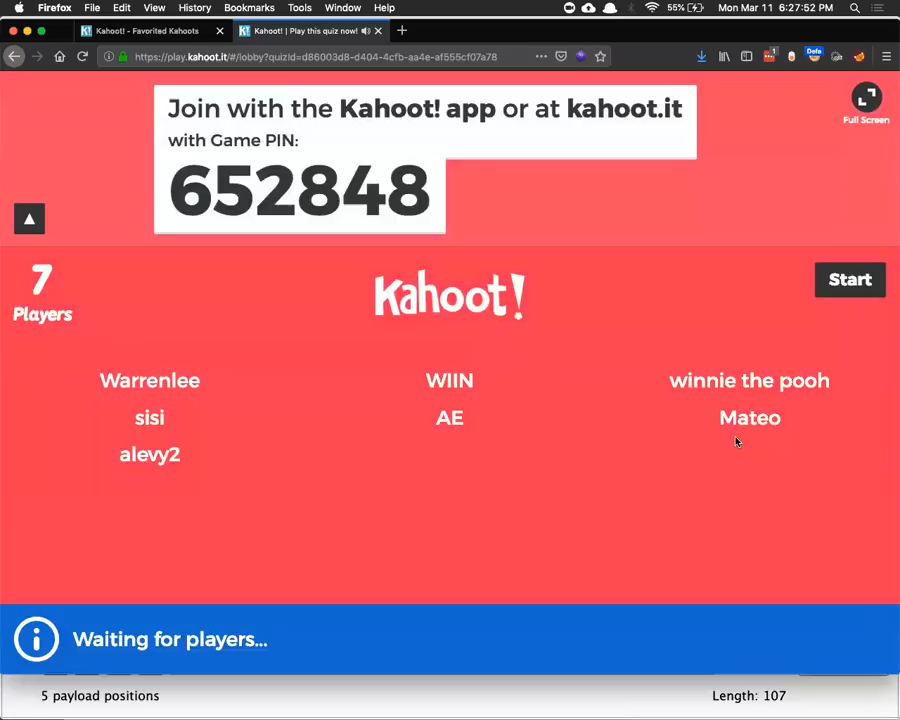 Firefox File Edit View History Bookmarks Tools Window Help 55% Mon Mar 11 6:27:52 PM
Kahoot! - Favorited Kahoots Kahoot! | Play this quiz now!
https://play.kahoot.it/#/lobby?quizId=d86003d8-d404-4cfb-aa4e-af555cf07a78 1 Defa
Join with the Kahoot! app or at kahoot.it
with Game PIN:
652848
Full Screen
7
Players
Kahoot!
Start
Warrenlee WIIN winnie the pooh
sisi AE Mateo
alevy2
Waiting for players...
5 payload positions Length: 107